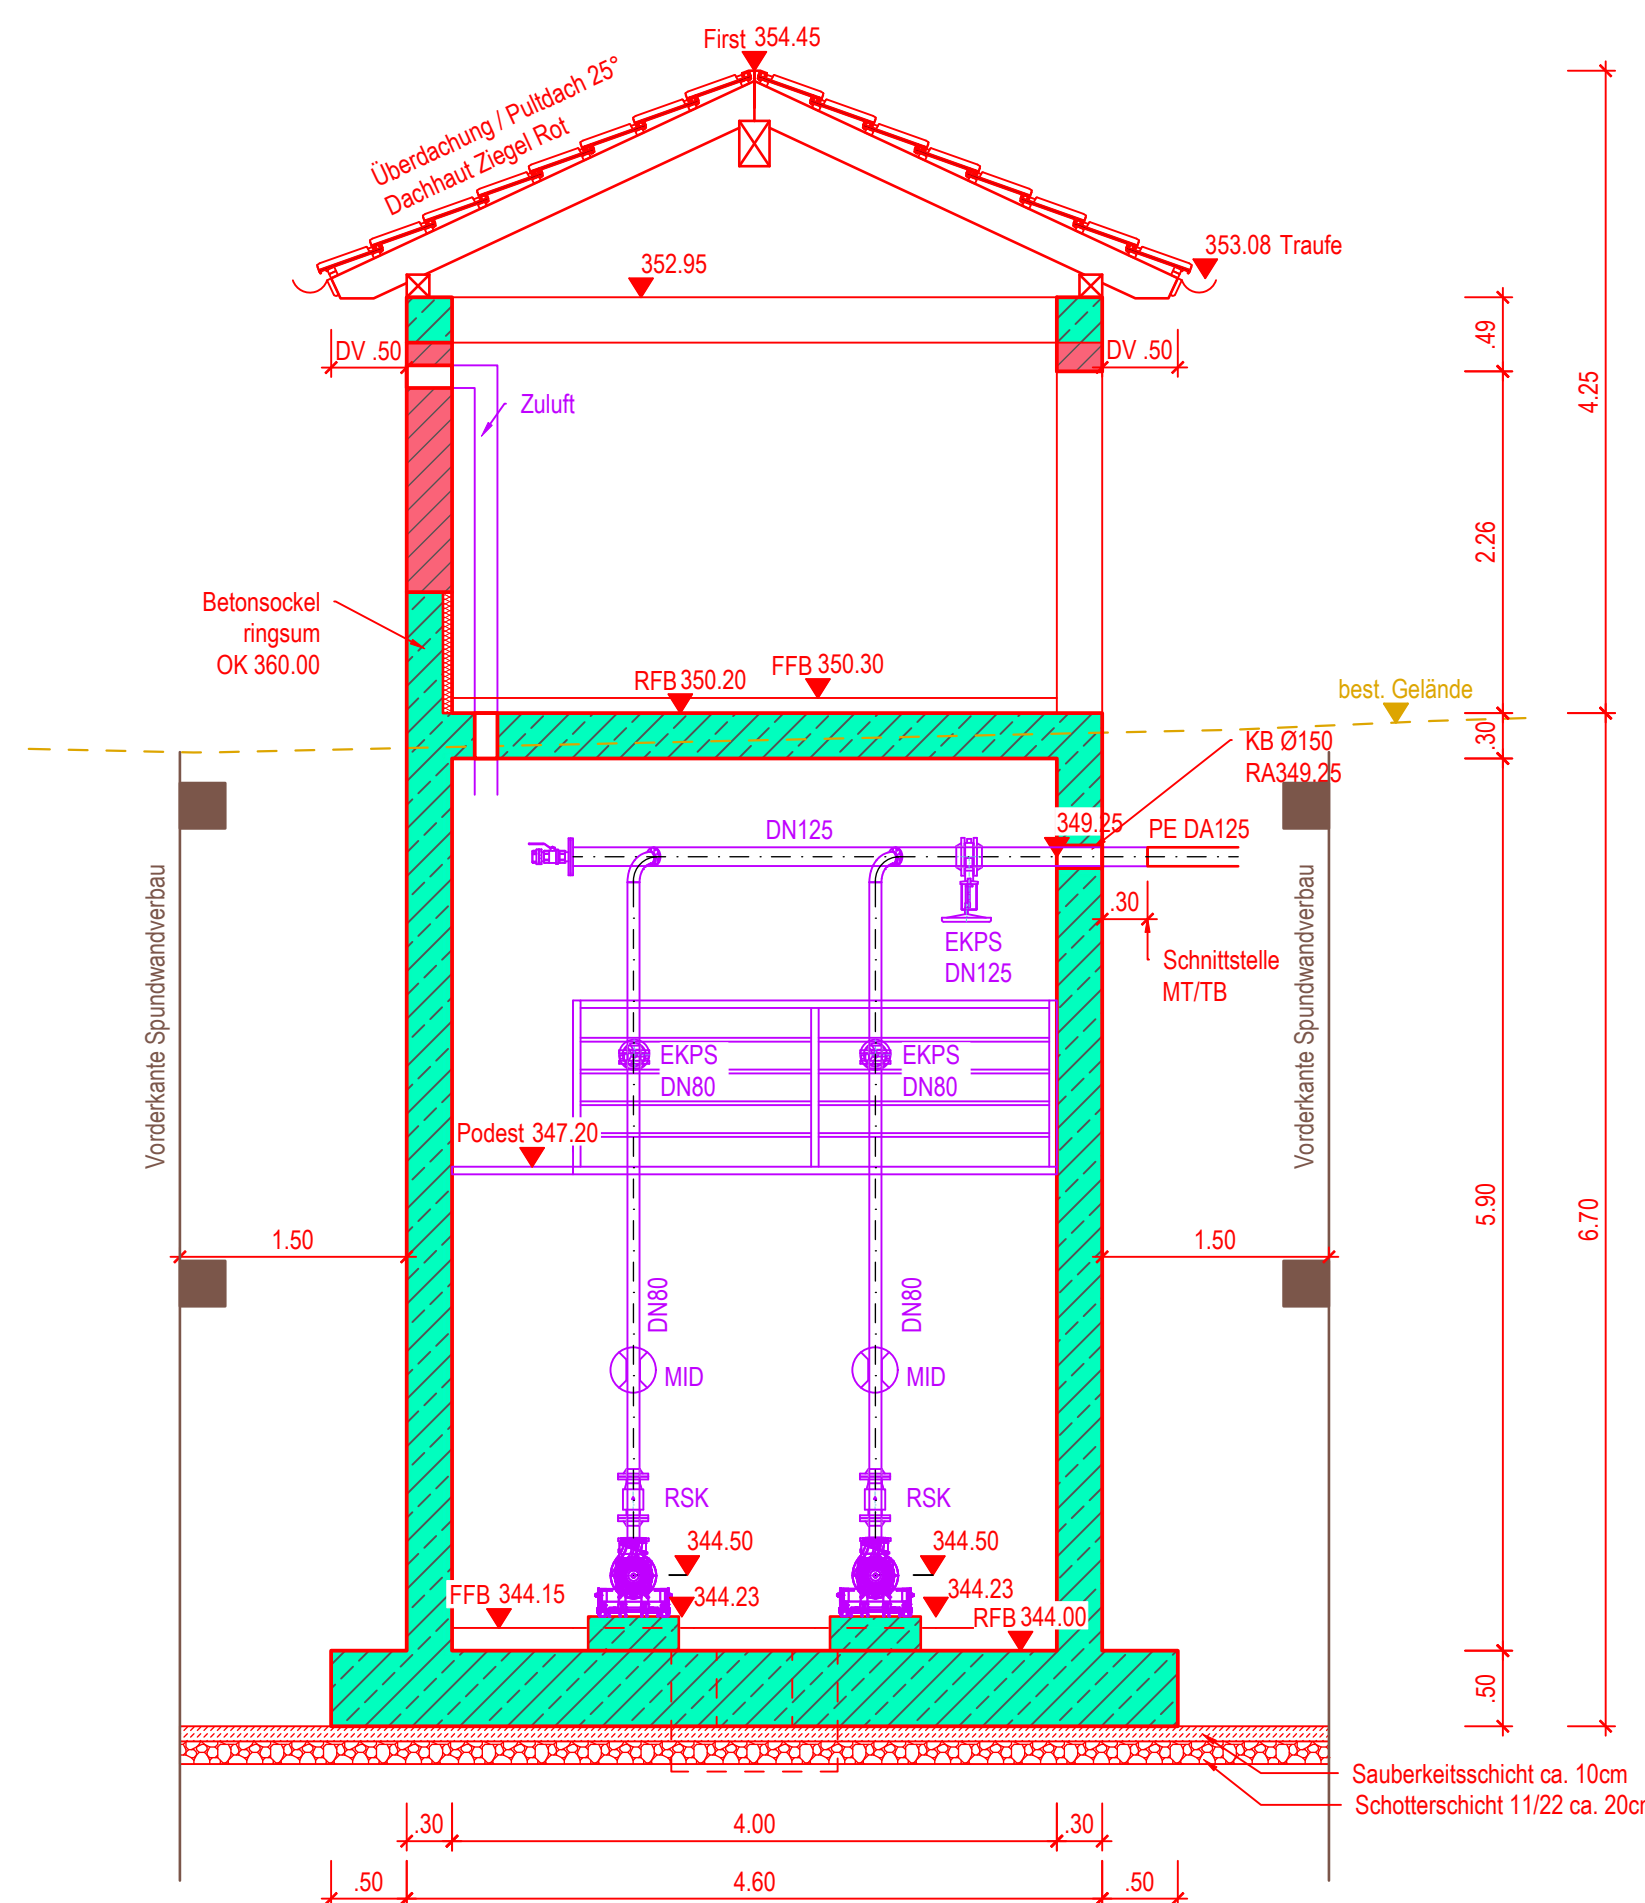 First 354.45
Überdachung / Pultdach 25°
Dachhaut Ziegel Rot
353.08 Traufe
352.95
DV .50
DV .50
.49
4.25
Zuluft
2.26
Betonsockel
ringsum
OK 360.00
RFB 350.20
FFB 350.30
best. Gelände
.30
KB Ø150
RA349.25
349.25
PE DA125
DN125
.30
EKPS
DN125
Schnittstelle
MT/TB
Vorderkante Spundwandverbau
Vorderkante Spundwandverbau
EKPS
DN80
EKPS
DN80
Podest 347.20
1.50
1.50
5.90
6.70
DN80
DN80
MID
MID
RSK
RSK
344.50
344.50
FFB 344.15
344.23
344.23
RFB 344.00
.50
Sauberkeitsschicht ca. 10cm
Schotterschicht 11/22 ca. 20cm
.30
4.00
.30
.50
4.60
.50